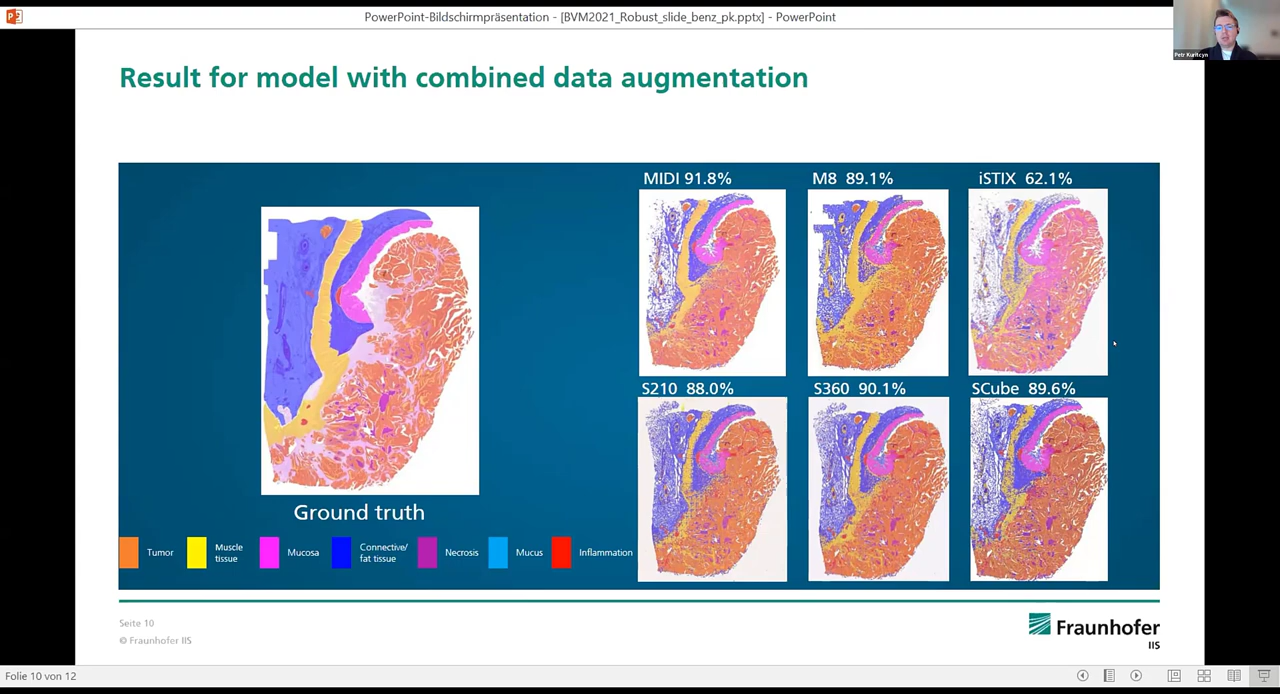 PowerPoint-Bildschirmpräsentation - [BVM2021_Robust_slide_benz_pk.pptx] - PowerPoint
Petr Kuritcyn
Result for model with combined data augmentation
MIDI 91.8%
M8 89.1%
iSTIX 62.1%
S210 88.0%
S360 90.1%
SCube 89.6%
Ground truth
Tumor
Muscle
tissue
Mucosa
Connective/
fat tissue
Necrosis
Mucus
Inflammation
Seite 10
© Fraunhofer IIS
Fraunhofer
IIS
Folie 10 von 12